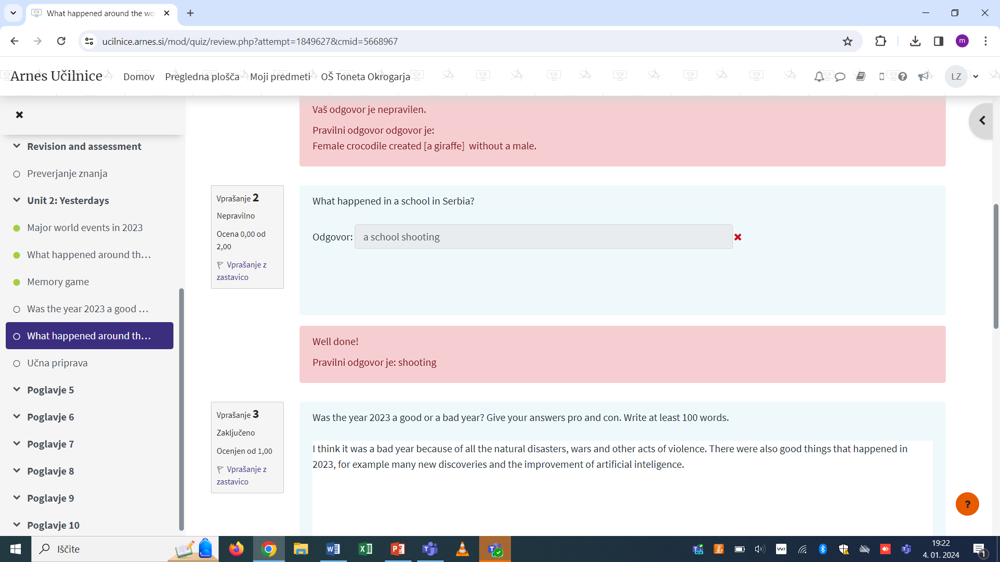 What happened around the wo
ucilnice.arnes.si/mod/quiz/review.php?attempt=1849627&cmid=5668967
m
Arnes Učilnice
Domov
Pregledna plošča
Moji predmeti
OŠ Toneta Okrogarja
LZ
Revision and assessment
Preverjanje znanja
Unit 2: Yesterdays
Major world events in 2023
What happened around th...
Memory game
Was the year 2023 a good ...
What happened around th...
Učna priprava
Poglavje 5
Poglavje 6
Poglavje 7
Poglavje 8
Poglavje 9
Poglavje 10
Vaš odgovor je nepravilen.
Pravilni odgovor odgovor je:
Female crocodile created [a giraffe] without a male.
Vprašanje 2
Nepravilno
Ocena 0,00 od
2,00
Vprašanje z
zastavico
What happened in a school in Serbia?
Odgovor: a school shooting
Well done!
Pravilni odgovor je: shooting
Vprašanje 3
Zaključeno
Ocenjen od 1,00
Vprašanje z
zastavico
Was the year 2023 a good or a bad year? Give your answers pro and con. Write at least 100 words.
I think it was a bad year because of all the natural disasters, wars and other acts of violence. There were also good things that happened in
2023, for example many new discoveries and the improvement of artificial inteligence.
?
Iščite
19:22
4. 01. 2024
1